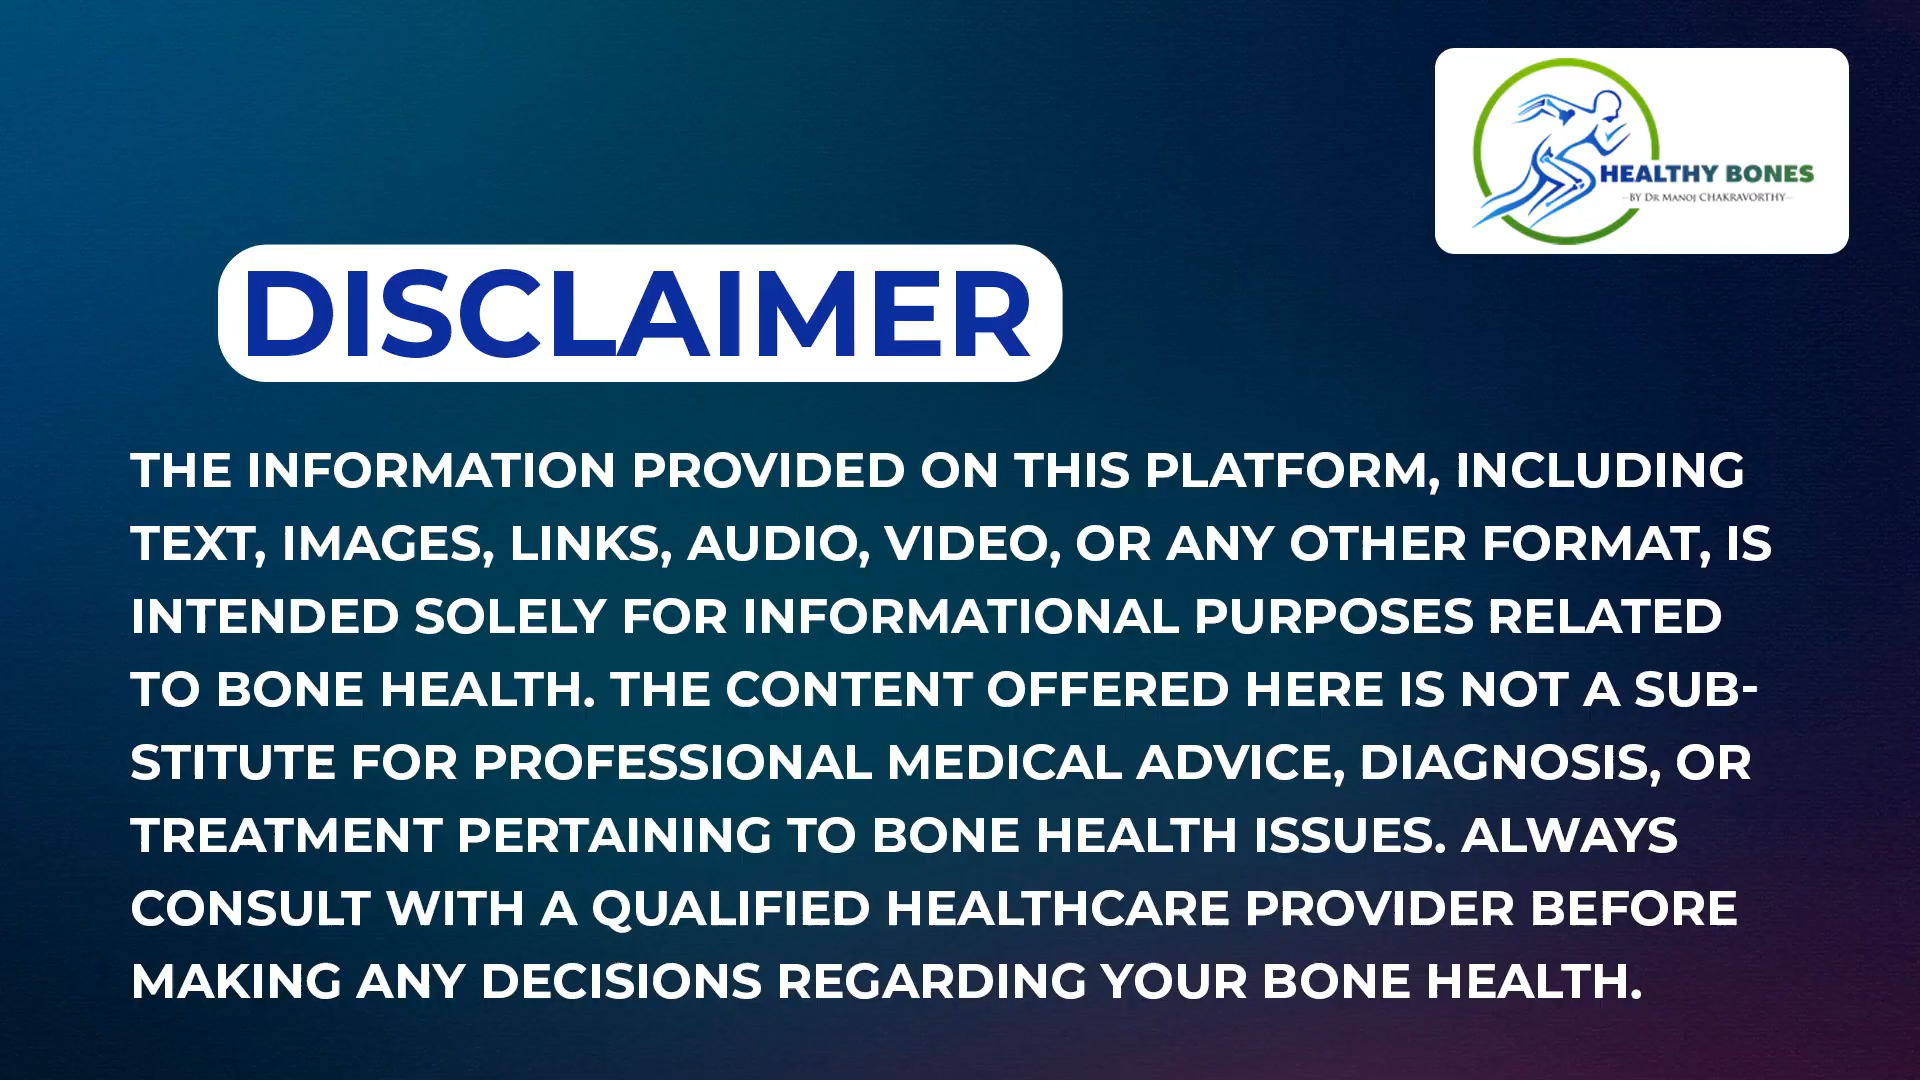 HEALTHY BONES
-BY DR MANOJ CHAKRAVORTHY-
DISCLAIMER
THE INFORMATION PROVIDED ON THIS PLATFORM, INCLUDING
TEXT, IMAGES, LINKS, AUDIO, VIDEO, OR ANY OTHER FORMAT, IS
INTENDED SOLELY FOR INFORMATIONAL PURPOSES RELATED
TO BONE HEALTH. THE CONTENT OFFERED HERE IS NOT A SUB-
STITUTE FOR PROFESSIONAL MEDICAL ADVICE, DIAGNOSIS, OR
TREATMENT PERTAINING TO BONE HEALTH ISSUES. ALWAYS
CONSULT WITH A QUALIFIED HEALTHCARE PROVIDER BEFORE
MAKING ANY DECISIONS REGARDING YOUR BONE HEALTH.